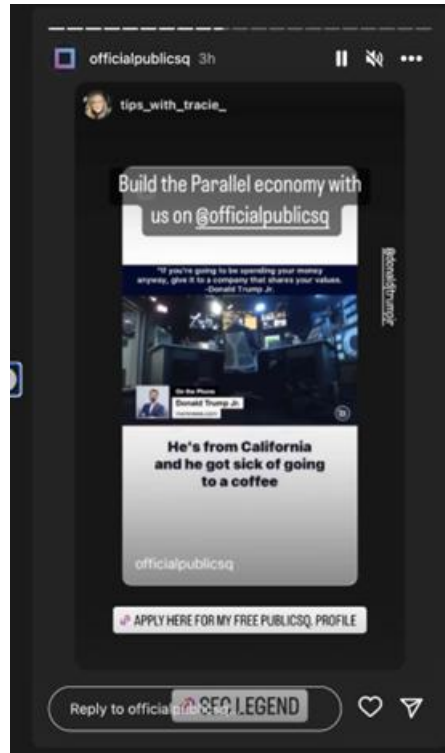 officialpublicsq 3h
tips_with_tracie_
Build the Parallel economy with
us on @officialpublicsq
@donaldjtrumpjr
"If you're going to be spending your money
anyway, give it to a company that shares your values.
-Donald Trump Jr.
On the Phone
Donald Trump Jr.
He's from California
and he got sick of going
to a coffee
officialpublicsq
APPLY HERE FOR MY FREE PUBLICSQ. PROFILE
Reply to official
SEC LEGEND